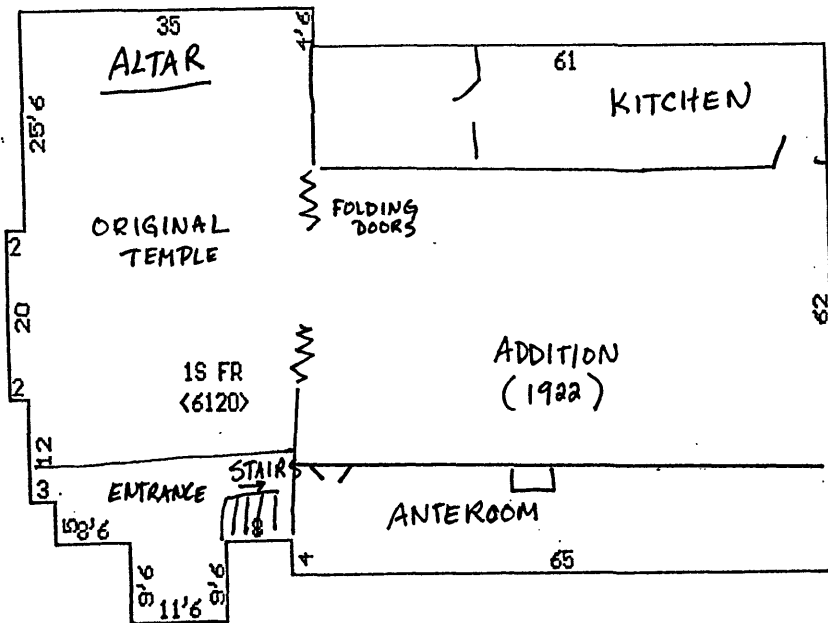 35
4'6
ALTAR
61
KITCHEN
25'6
FOLDING
DOORS
ORIGINAL
TEMPLE
2
20
62
ADDITION
(1922)
1S FR
<6120>
2
12
STAIRS
3
ENTRANCE
ANTEROOM
5
8'6
8
4
65
9'6
9'6
11'6